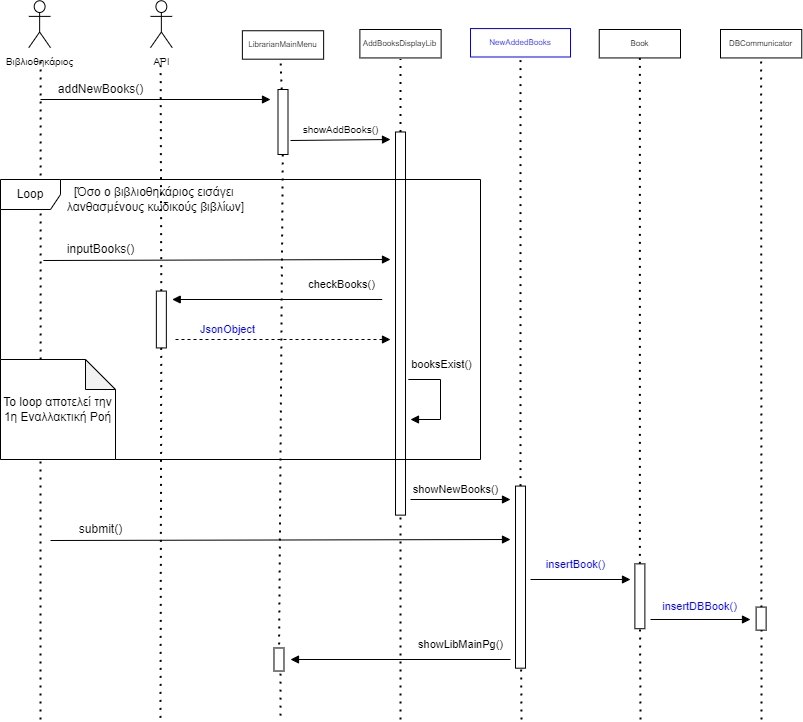 Βιβλιοθηκάριος
API
LibrarianMainMenu
AddBooksDisplayLib
NewAddedBooks
Book
DBCommunicator
addNewBooks()
showAddBooks()
Loop
[Όσο ο βιβλιοθηκάριος εισάγει
λανθασμένους κωδικούς βιβλίων]
inputBooks()
checkBooks()
JsonObject
booksExist()
Το loop αποτελεί την
1η Εναλλακτική Ροή
showNewBooks()
submit()
insertBook()
insertDBBook()
showLibMainPg()